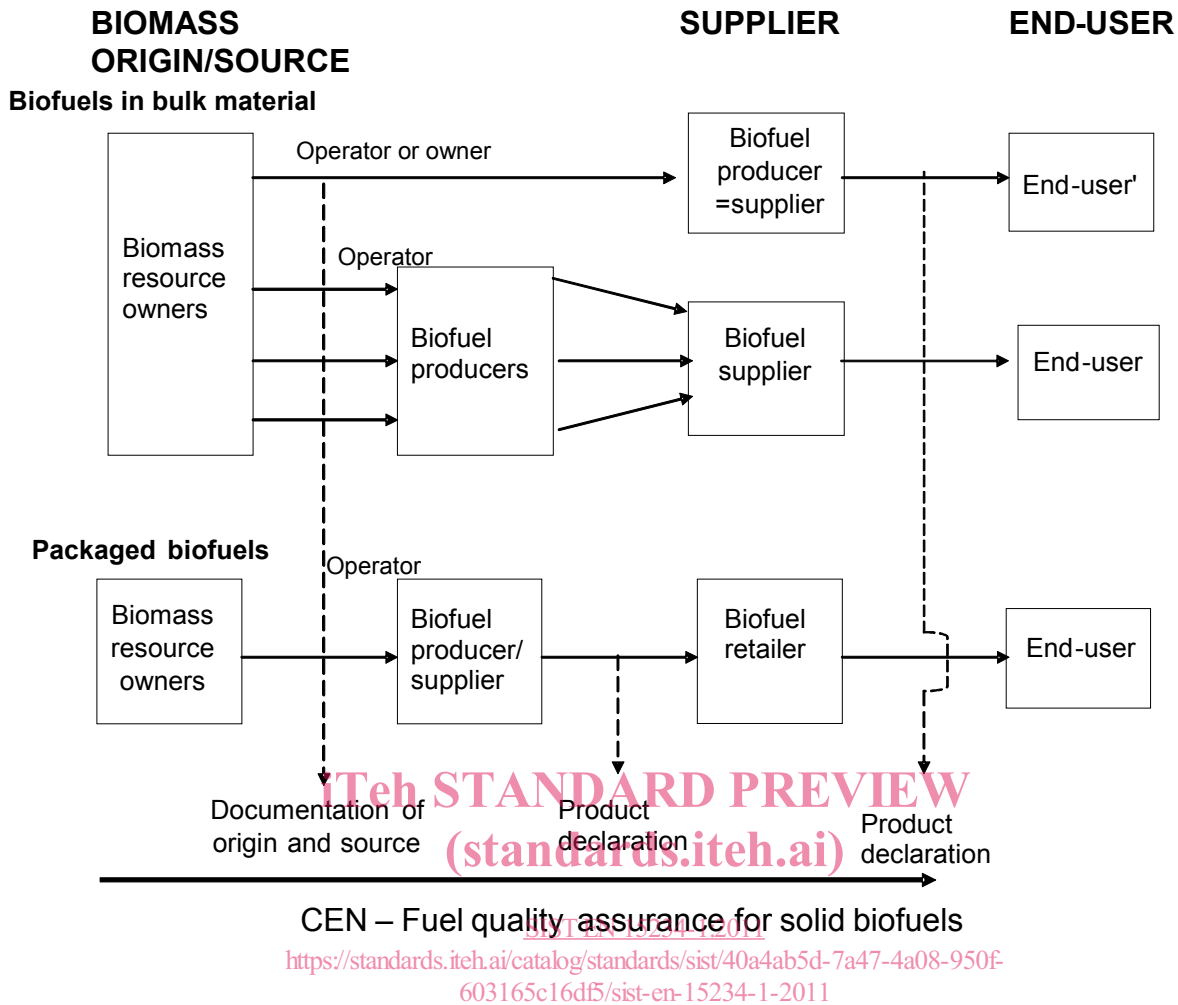 BIOMASS
ORIGIN/SOURCE
SUPPLIER
END-USER
Biofuels in bulk material
Operator or owner
Biofuel
producer
=supplier
End-user'
Biomass
resource
owners
Operator
Biofuel
producers
Biofuel
supplier
End-user
Packaged biofuels
Operator
Biomass
resource
owners
Biofuel
producer/
supplier
Biofuel
retailer
End-user
iTeh STANDARD PREVIEW
(standards.iteh.ai)
Documentation of
origin and source
Product
declaration
Product
declaration
CEN – Fuel quality assurance for solid biofuels
SIST EN 15234-1:2011
https://standards.iteh.ai/catalog/standards/sist/40a4ab5d-7a47-4a08-950f-
603165c16df5/sist-en-15234-1-2011